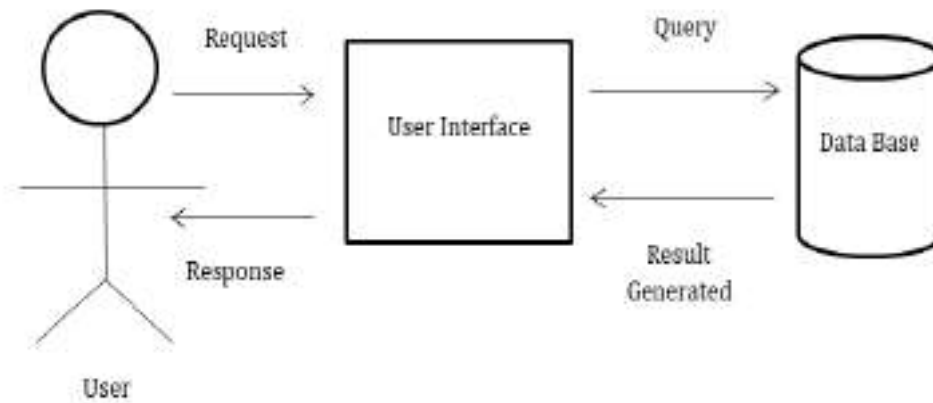 Request
Query
User Interface
Data Base
Response
Result
Generated
User